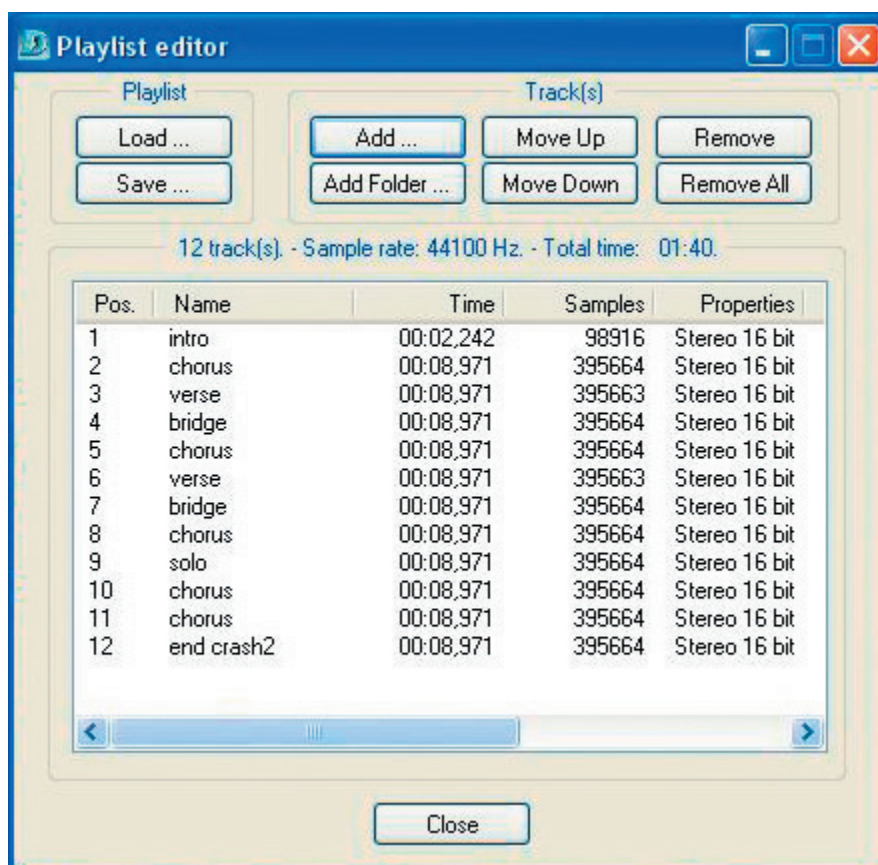 Playlist editor
Playlist Track(s)
Load ... Add ... Move Up Remove
Save ... Add Folder ... Move Down Remove All
12 track(s). - Sample rate: 44100 Hz. - Total time: 01:40.
Pos. Name Time Samples Properties
1 intro 00:02,242 98916 Stereo 16 bit
2 chorus 00:08,971 395664 Stereo 16 bit
3 verse 00:08,971 395663 Stereo 16 bit
4 bridge 00:08,971 395664 Stereo 16 bit
5 chorus 00:08,971 395664 Stereo 16 bit
6 verse 00:08,971 395663 Stereo 16 bit
7 bridge 00:08,971 395664 Stereo 16 bit
8 chorus 00:08,971 395664 Stereo 16 bit
9 solo 00:08,971 395664 Stereo 16 bit
10 chorus 00:08,971 395664 Stereo 16 bit
11 chorus 00:08,971 395664 Stereo 16 bit
12 end crash2 00:08,971 395664 Stereo 16 bit
Close